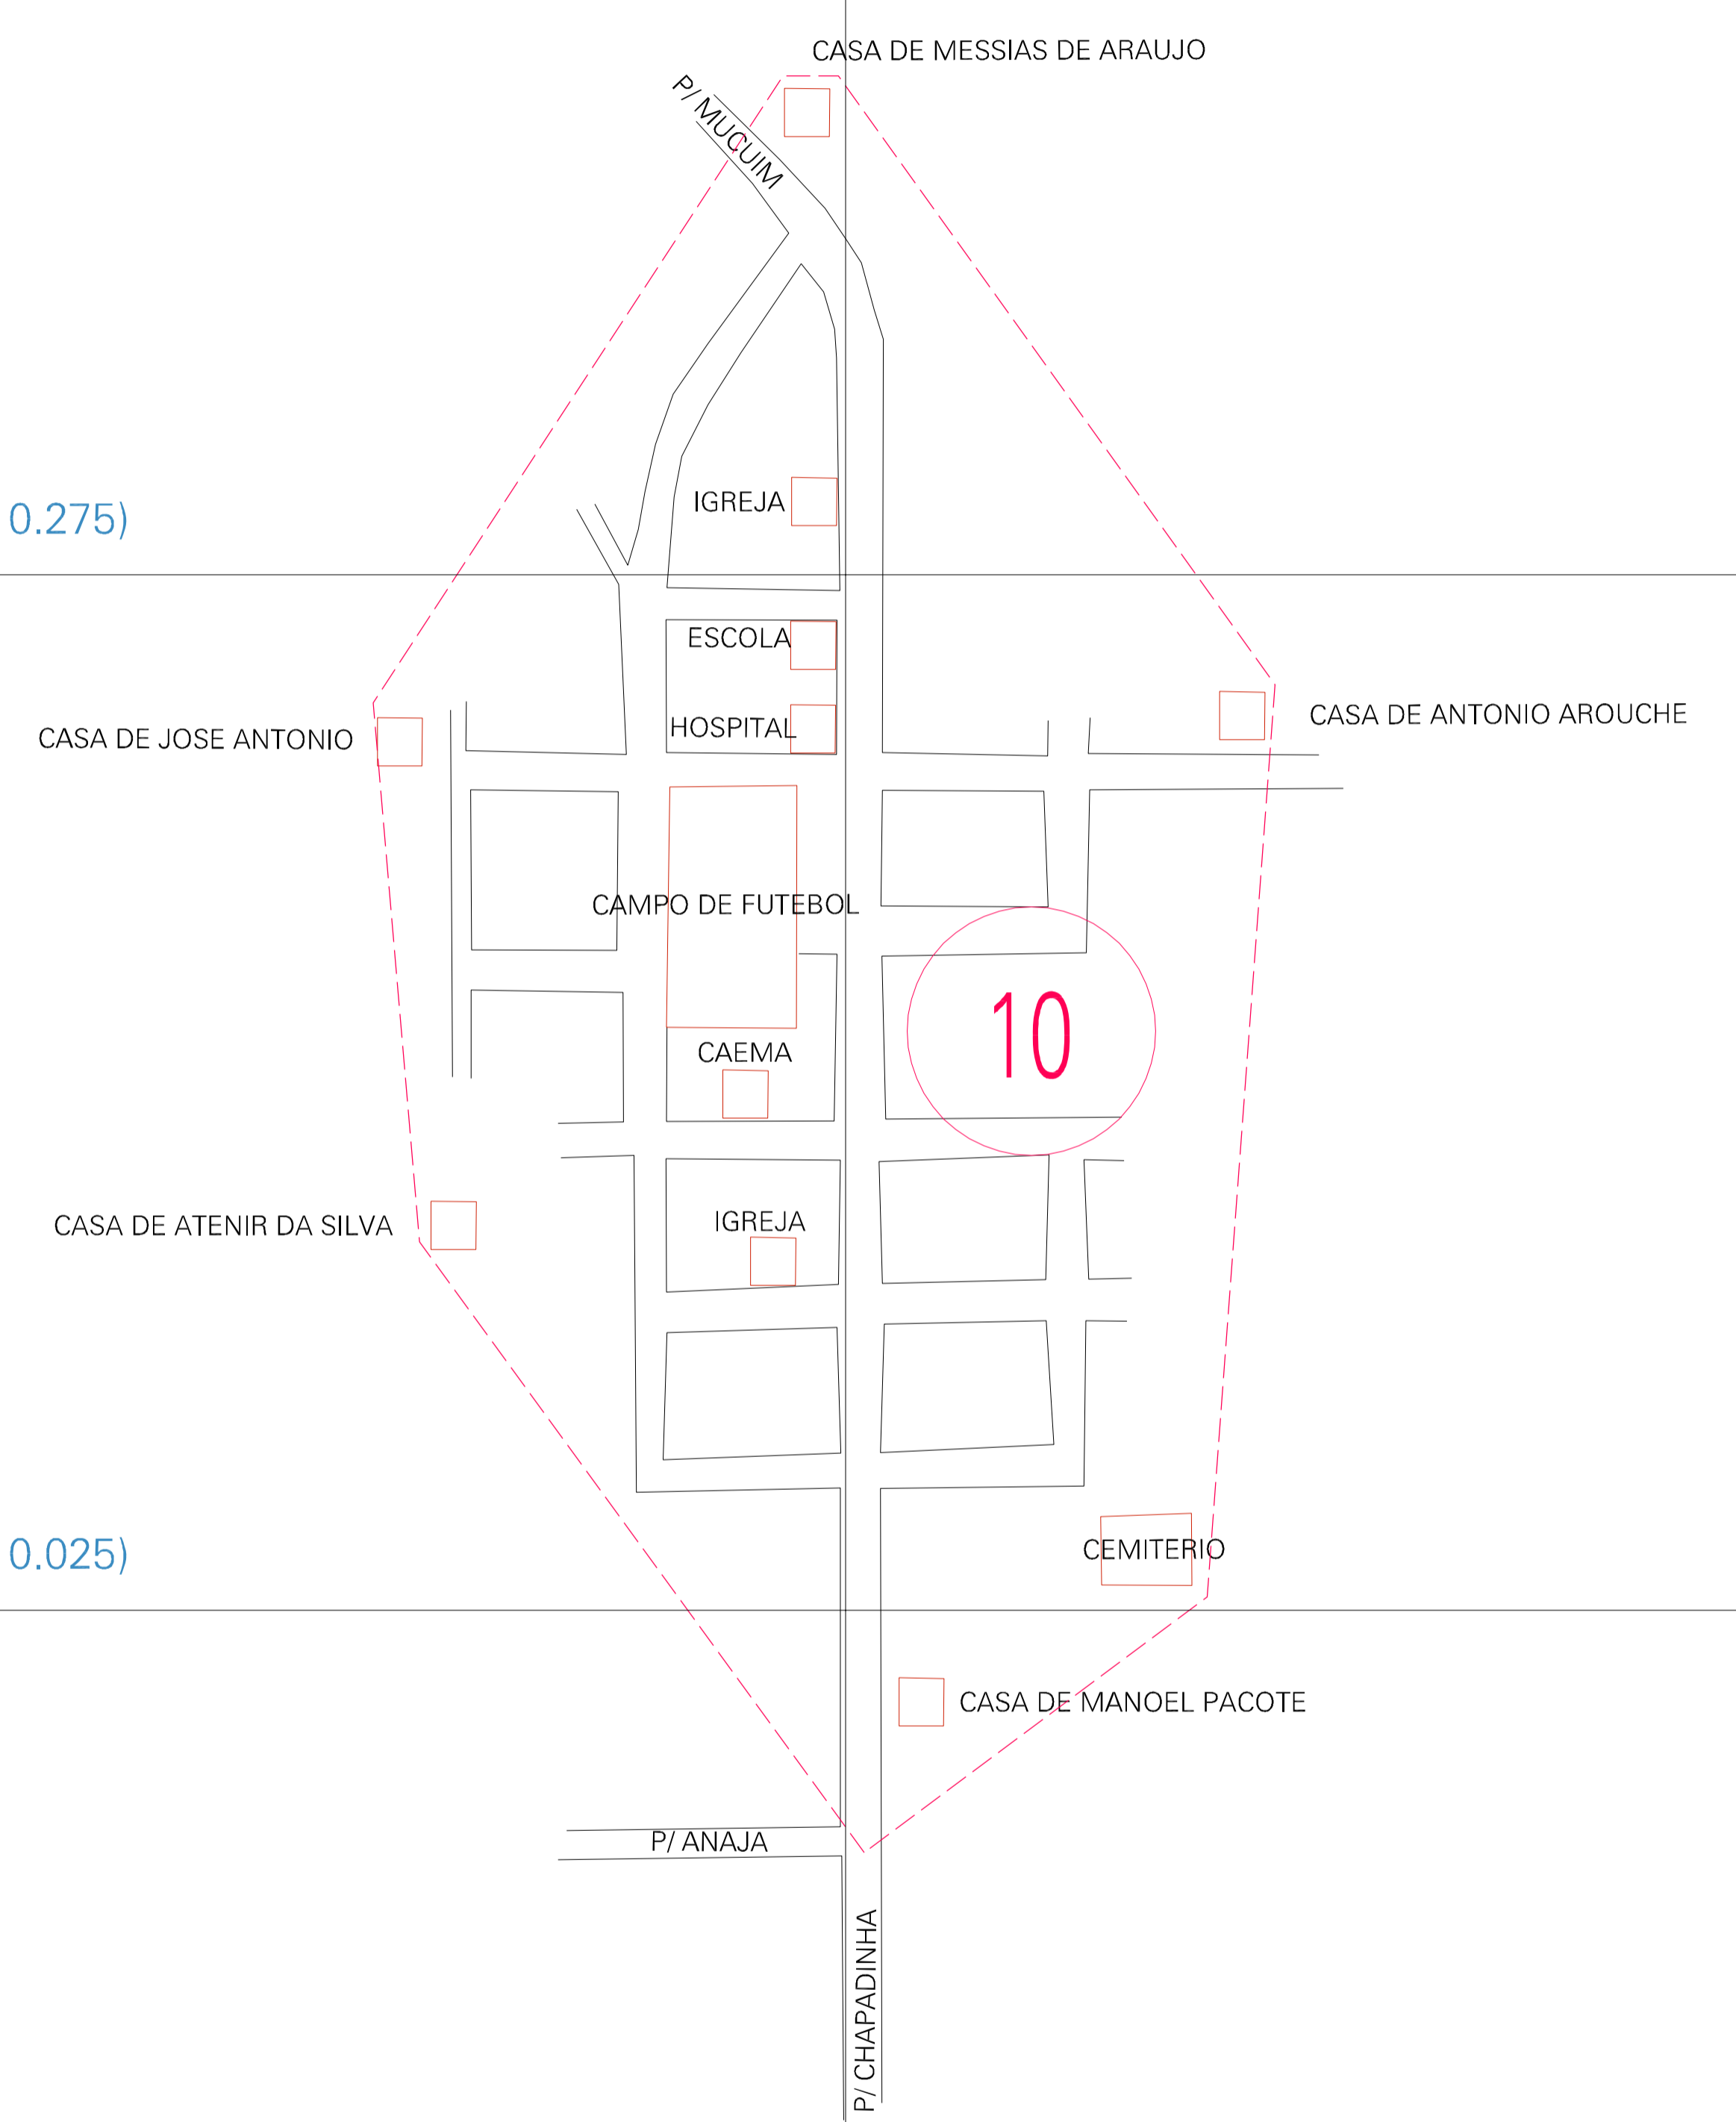 CASA DE MESSIAS DE ARAUJO
P/ MUCUIM
IGREJA
0.275)
ESCOLA
HOSPITAL
CASA DE JOSE ANTONIO
CASA DE ANTONIO AROUCHE
CAMPO DE FUTEBOL
10
CAEMA
IGREJA
CASA DE ATENIR DA SILVA
CEMITERIO
0.025)
CASA DE MANOEL PACOTE
P/ ANAJA
P/ CHAPADINHA